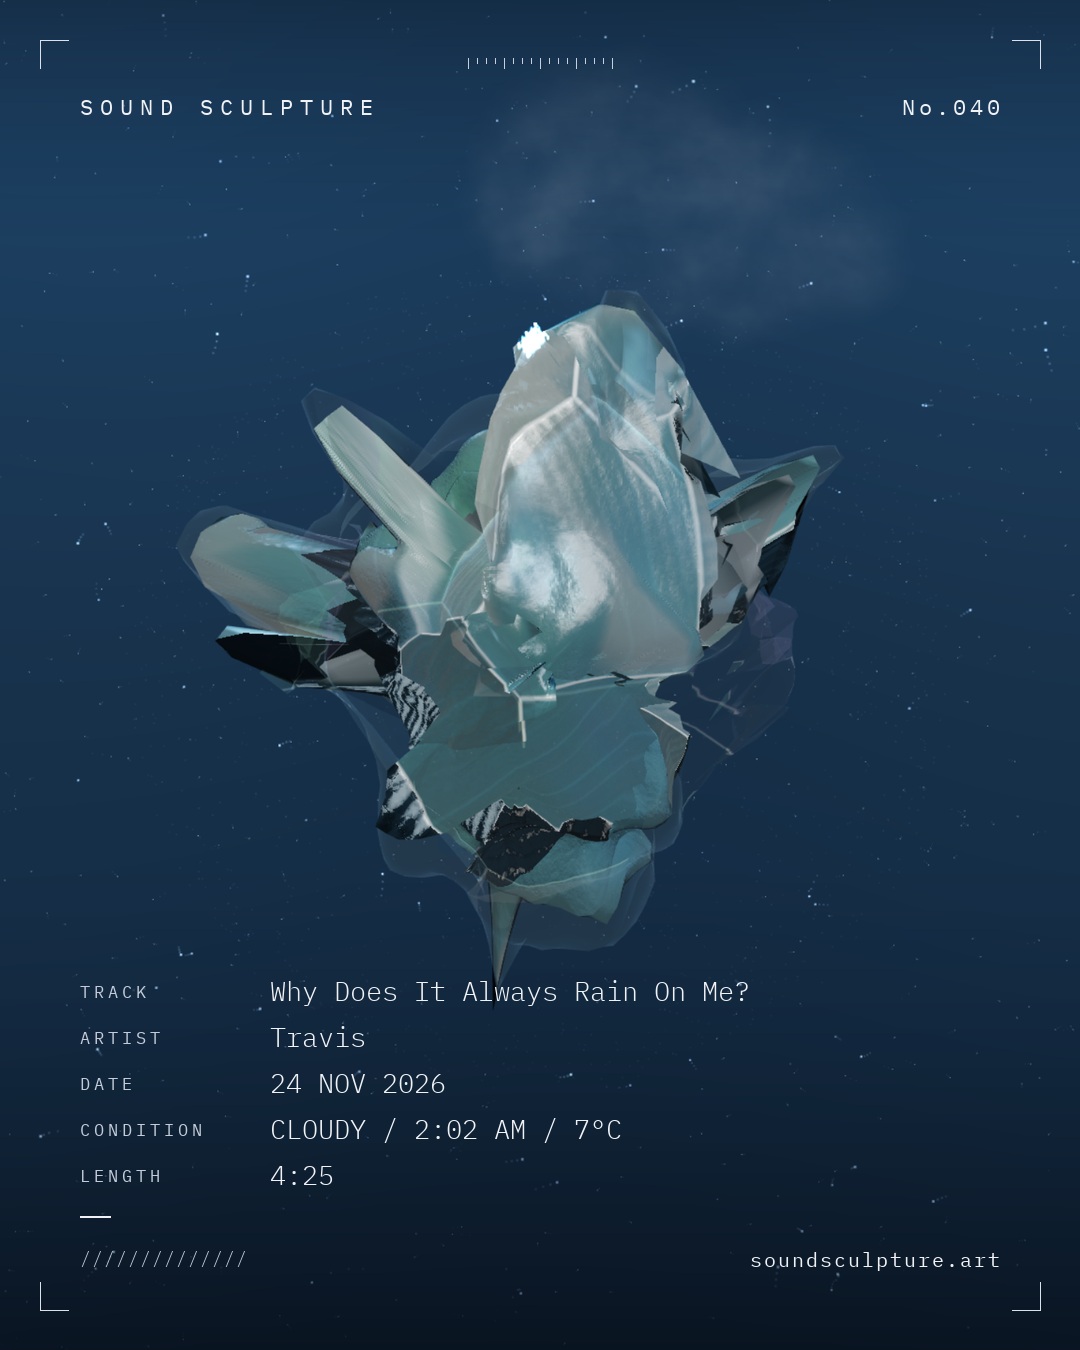 SOUND SCULPTURE
No.040
TRACK Why Does It Always Rain On Me?
ARTIST Travis
DATE 24 NOV 2026
CONDITION CLOUDY / 2:02 AM / 7°C
LENGTH 4:25
//////////////
soundsculpture.art